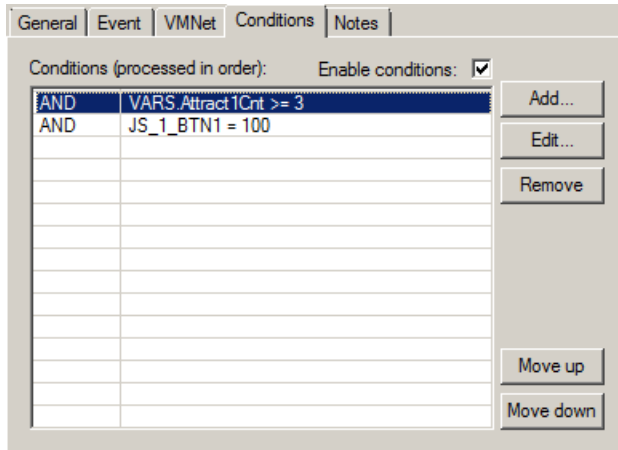 General Event VMNet Conditions Notes
Conditions (processed in order): Enable conditions:
AND VARS.Attract1Cnt >= 3
AND JS_1_BTN1 = 100
Add...
Edit...
Remove
Move up
Move down